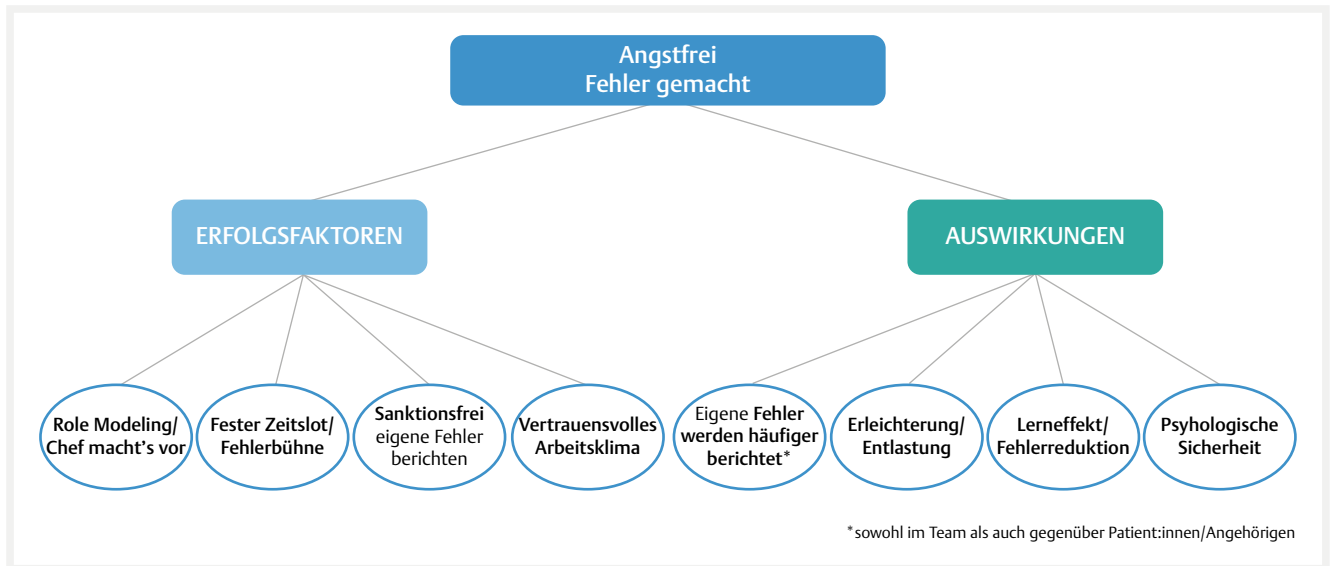 Angstfrei
Fehler gemacht
ERFOLGSFAKTOREN
AUSWIRKUNGEN
Role Modeling/
Chef macht's vor
Fester Zeitslot/
Fehlerbühne
Sanktionsfrei
eigene Fehler
berichten
Vertrauensvolles
Arbeitsklima
Eigene Fehler
werden häufiger
berichtet*
Erleichterung/
Entlastung
Lerneffekt/
Fehlerreduktion
Psyhologische
Sicherheit
*sowohl im Team als auch gegenüber Patient:innen/Angehörigen